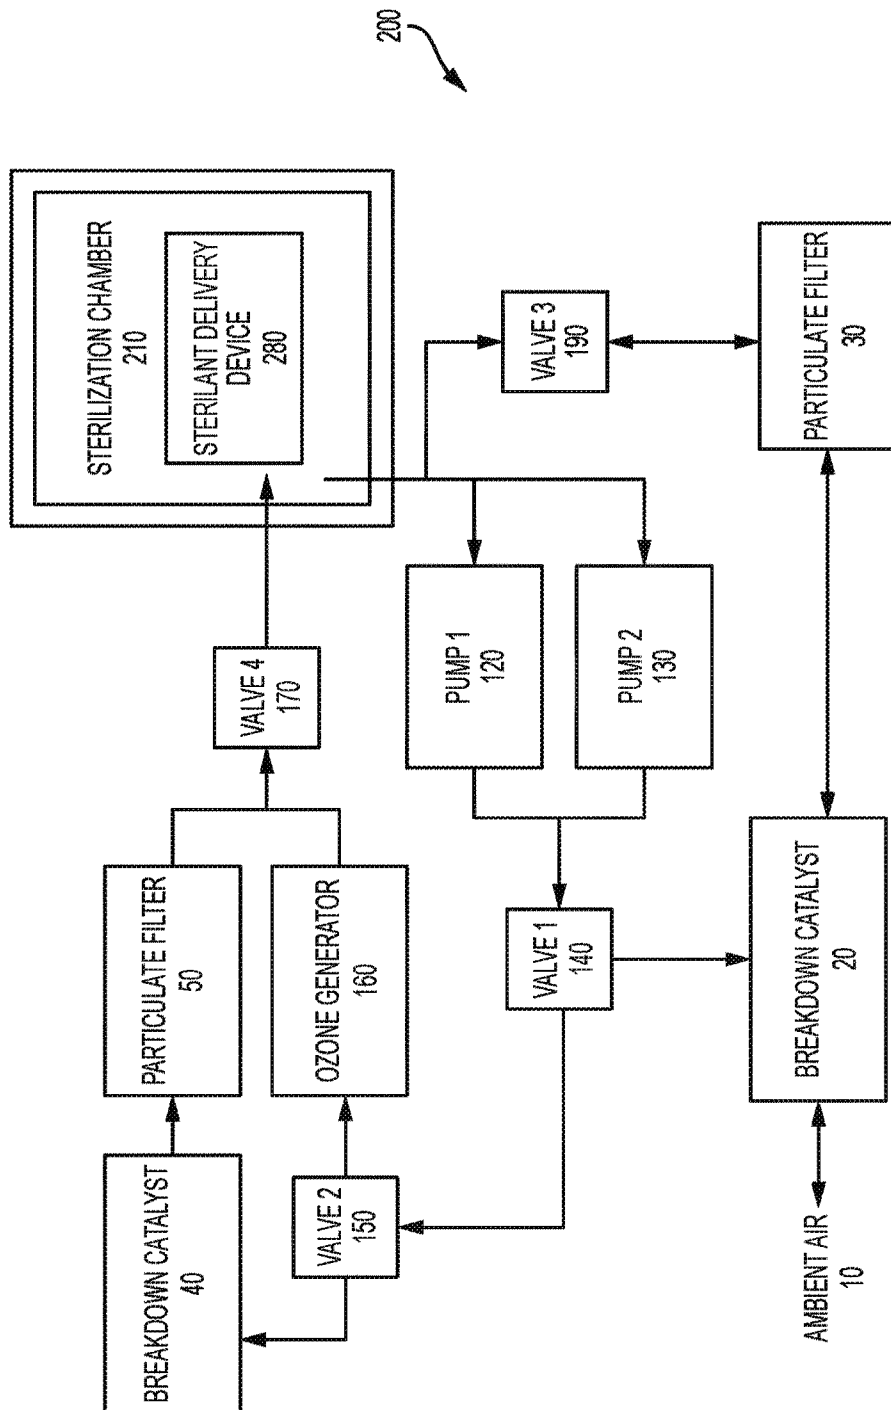 200
STERILIZATION CHAMBER
210
STERILANT DELIVERY
DEVICE
280
VALVE 3
190
PARTICULATE FILTER
30
VALVE 4
170
PUMP 1
120
PUMP 2
130
PARTICULATE FILTER
50
OZONE GENERATOR
160
VALVE 1
140
BREAKDOWN CATALYST
20
BREAKDOWN CATALYST
40
VALVE 2
150
AMBIENT AIR
10